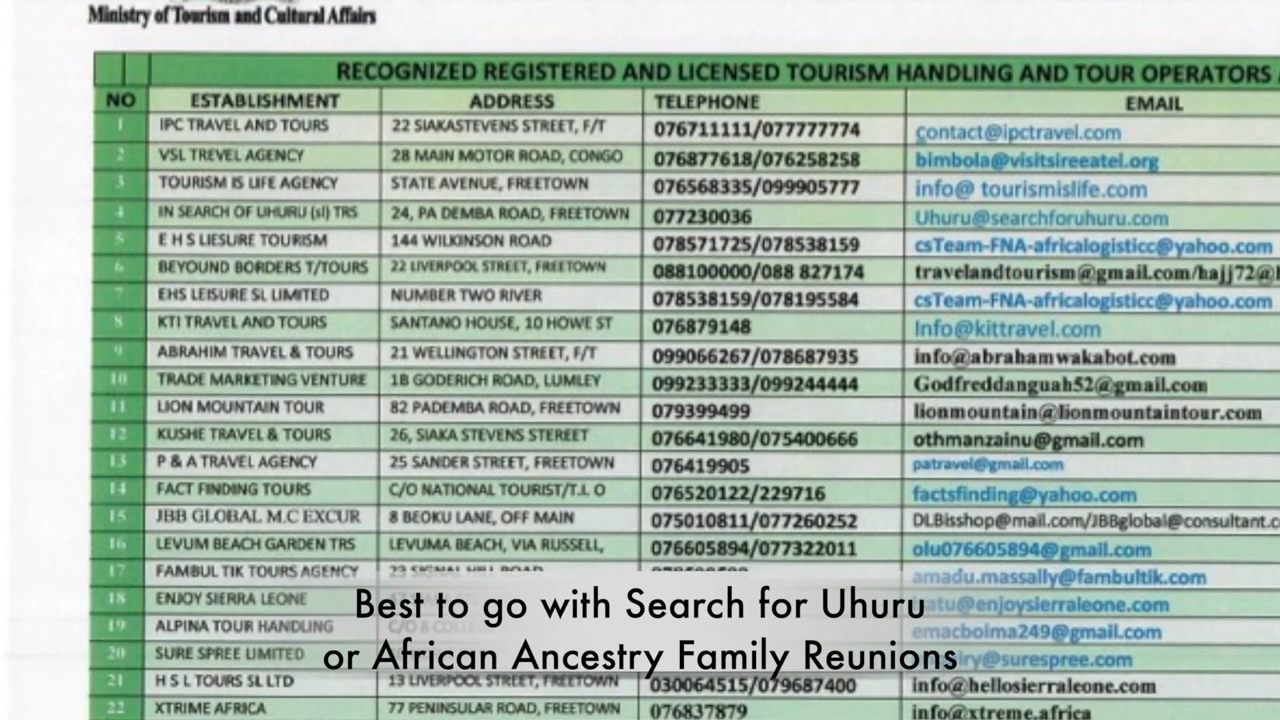 Ministry of Tourism and Cultural Affairs
RECOGNIZED REGISTERED AND LICENSED TOURISM HANDLING AND TOUR OPERATORS
NO ESTABLISHMENT ADDRESS TELEPHONE EMAIL
1 IPC TRAVEL AND TOURS 22 SIAKASTEVENS STREET, F/T 076711111/077777774 contact@ipctravel.com
2 VSL TREVEL AGENCY 28 MAIN MOTOR ROAD, CONGO 076877618/076258258 bimbola@visitsireeatel.org
3 TOURISM IS LIFE AGENCY STATE AVENUE, FREETOWN 076568335/099905777 info@ tourismislife.com
4 IN SEARCH OF UHURU (sl) TRS 24, PA DEMBA ROAD, FREETOWN 077230036 Uhuru@searchforuhuru.com
5 E H S LIESURE TOURISM 144 WILKINSON ROAD 078571725/078538159 csTeam-FNA-africalogisticc@yahoo.com
6 BEYOUND BORDERS T/TOURS 22 LIVERPOOL STREET, FREETOWN 088100000/088 827174 travelandtourism@gmail.com/hajj72@
7 EHS LEISURE SL LIMITED NUMBER TWO RIVER 078538159/078195584 csTeam-FNA-africalogisticc@yahoo.com
8 KTI TRAVEL AND TOURS SANTANO HOUSE, 10 HOWE ST 076879148 Info@kittravel.com
9 ABRAHIM TRAVEL & TOURS 21 WELLINGTON STREET, F/T 099066267/078687935 info@abrahamwakabot.com
10 TRADE MARKETING VENTURE 1B GODERICH ROAD, LUMLEY 099233333/099244444 Godfreddanguah52@gmail.com
11 LION MOUNTAIN TOUR 82 PADEMBA ROAD, FREETOWN 079399499 lionmountain@lionmountaintour.com
12 KUSHE TRAVEL & TOURS 26, SIAKA STEVENS STEREET 076641980/075400666 othmanzainu@gmail.com
13 P & A TRAVEL AGENCY 25 SANDER STREET, FREETOWN 076419905 patravel@gmail.com
14 FACT FINDING TOURS C/O NATIONAL TOURIST/T.L O 076520122/229716 factsfinding@yahoo.com
15 JBB GLOBAL M.C EXCUR 8 BEOKU LANE, OFF MAIN 075010811/077260252 DLBisshop@mail.com/JBBglobal@consultant.c
16 LEVUM BEACH GARDEN TRS LEVUMA BEACH, VIA RUSSELL, 076605894/077322011 olu076605894@gmail.com
17 FAMBUL TIK TOURS AGENCY 23 SIGNAL HILL ROAD amadu.massally@fambultik.com
18 ENJOY SIERRA LEONE
19 ALPINA TOUR HANDLING emacbolma249@gmail.com
20 SURE SPREE LIMITED
21 H S L TOURS SL LTD 13 LIVERPOOL STREET, FREETOWN 030064515/079687400 info@hellosierraleone.com
22 XTRIME AFRICA 77 PENINSULAR ROAD, FREETOWN 076837879 info@xtreme.africa
Best to go with Search for Uhuru
or African Ancestry Family Reunions